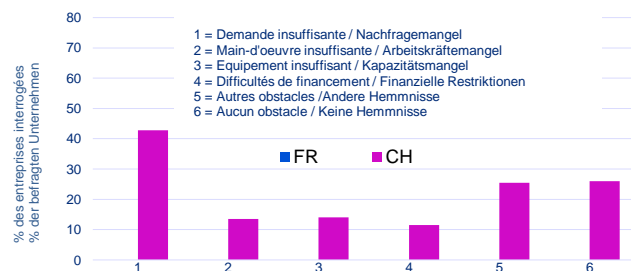 80
70
60
50
40
30
20
10
0
% des entreprises interrogées
% der befragten Unternehmen
1 = Demande insuffisante / Nachfragemangel
2 = Main-d'oeuvre insuffisante / Arbeitskräftemangel
3 = Equipement insuffisant / Kapazitätsmangel
4 = Difficultés de financement / Finanzielle Restriktionen
5 = Autres obstacles /Andere Hemmnisse
6 = Aucun obstacle / Keine Hemmnisse
FR CH
1 2 3 4 5 6